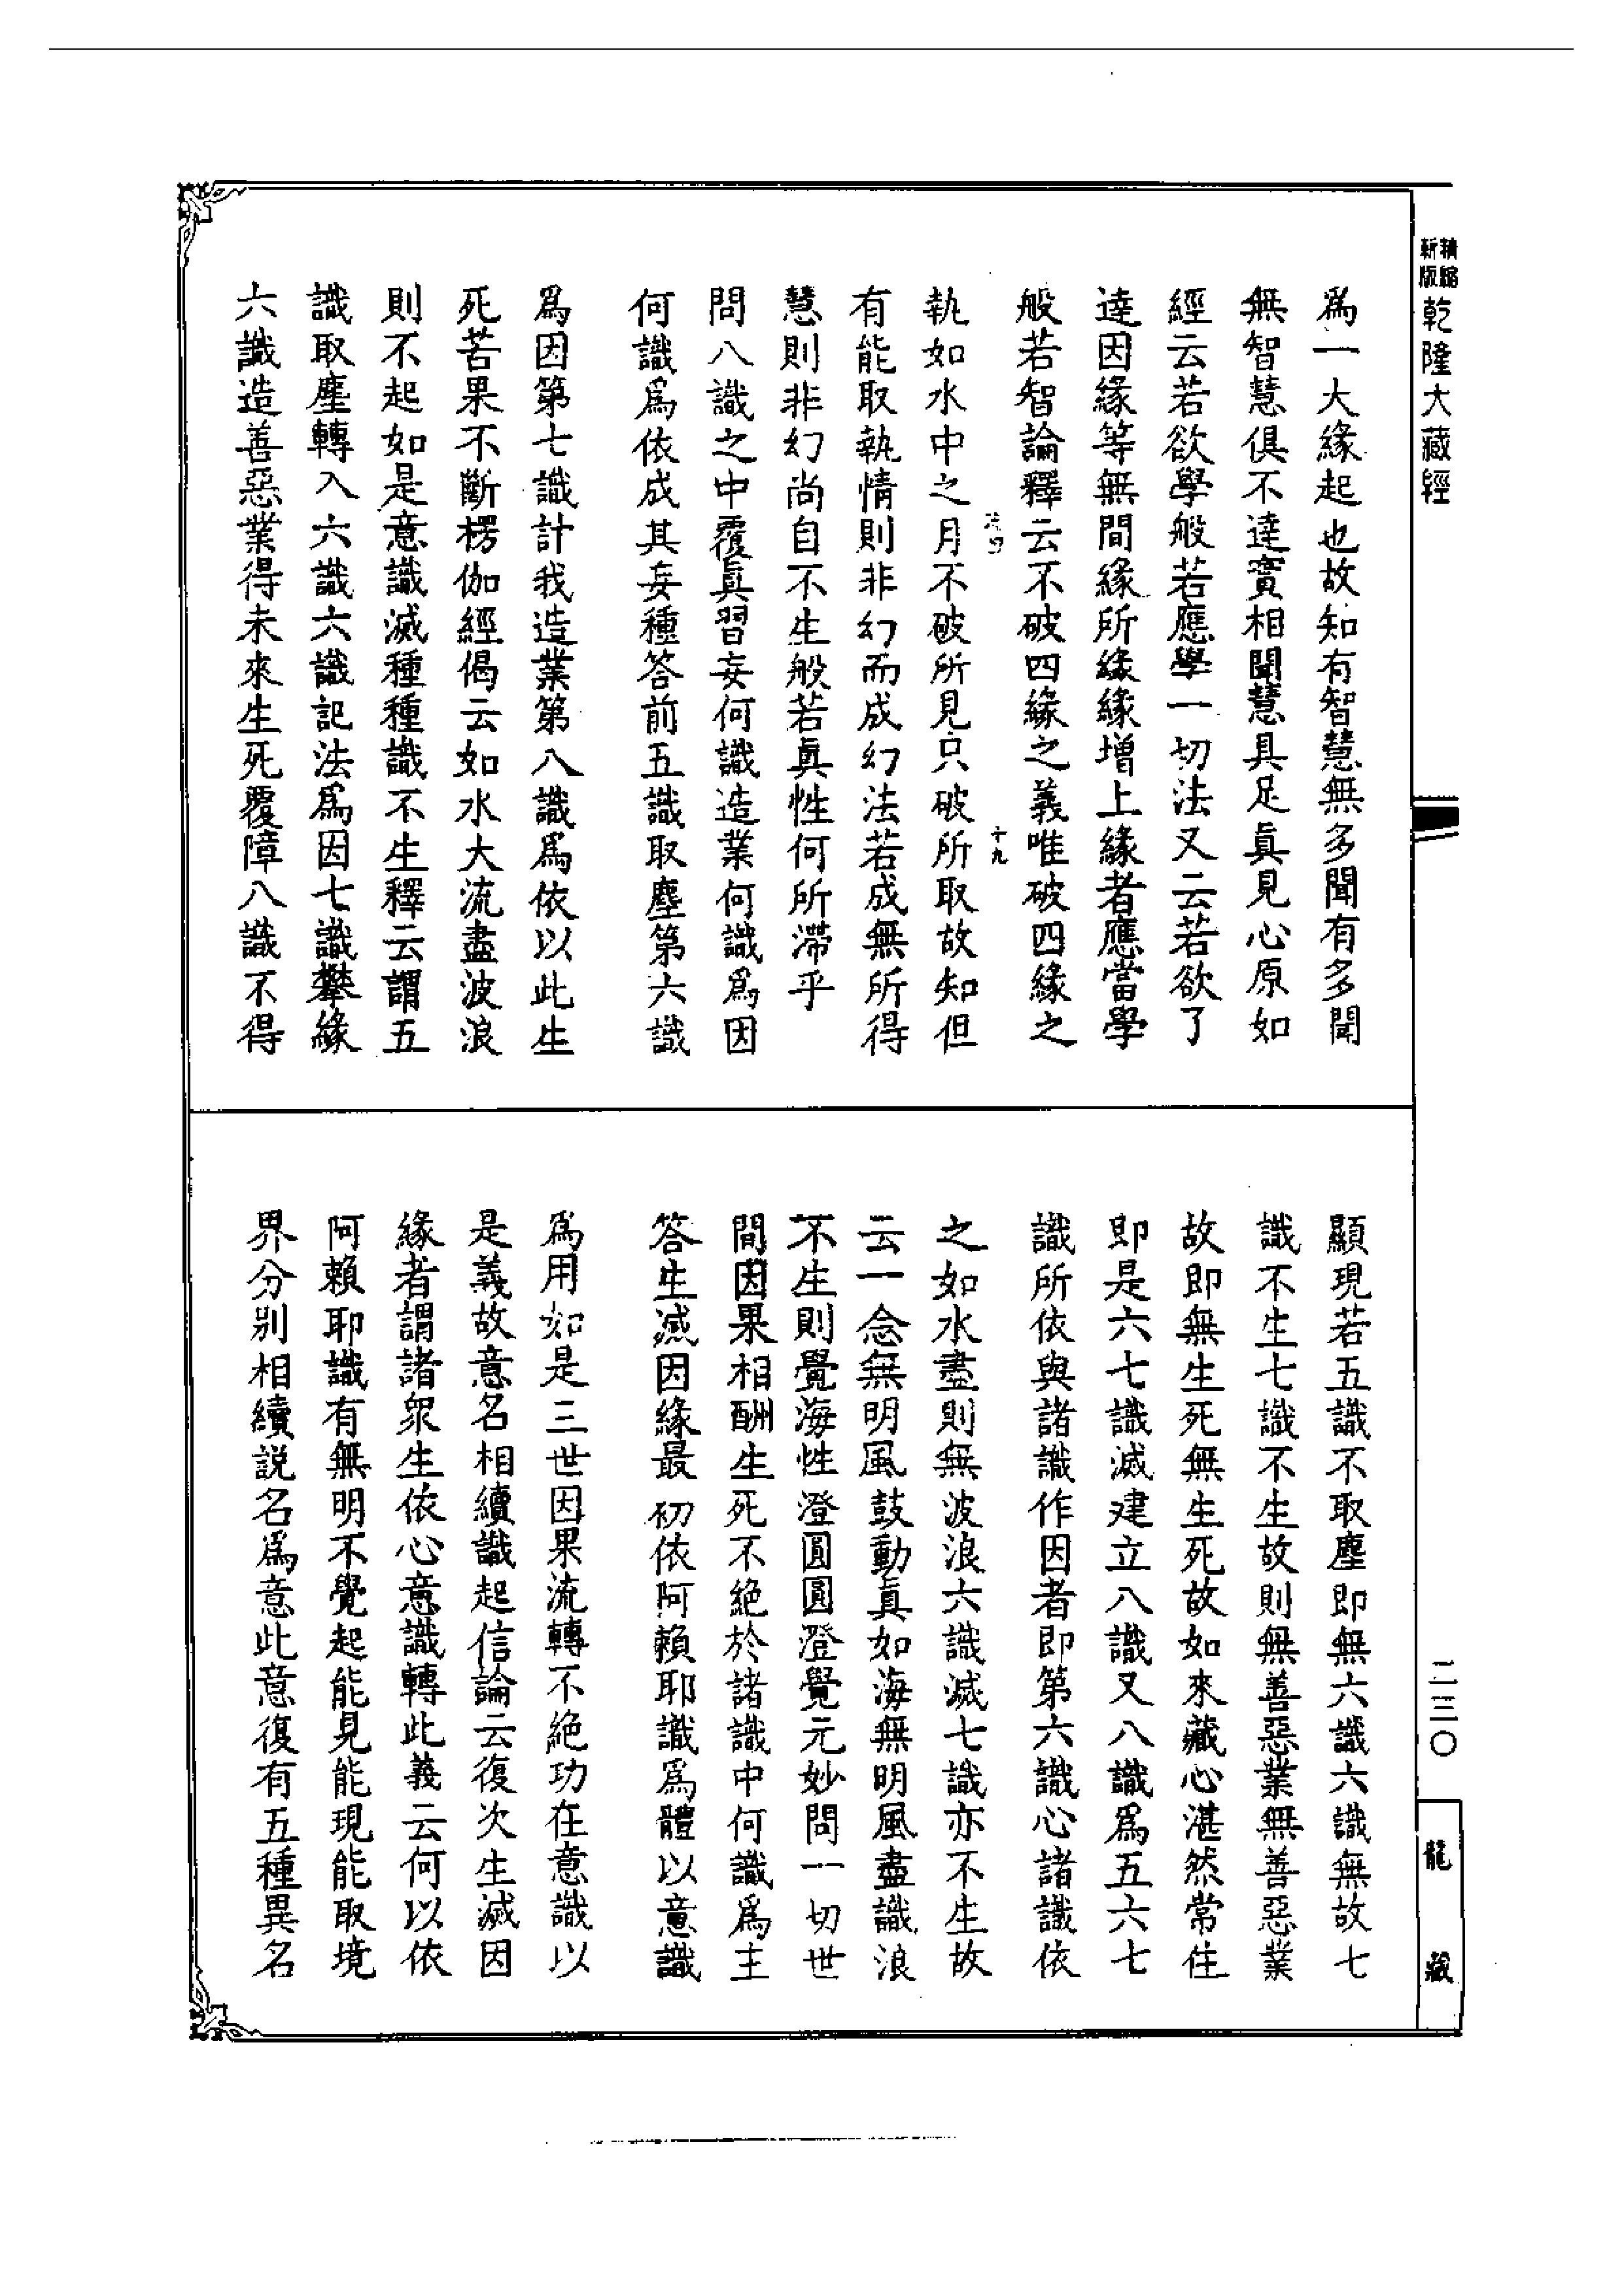 精縮
新版
乾隆大藏經
為一大緣起也故知有智慧無多聞有多聞
無智慧俱不達實相聞慧具足真見心原如
經云若欲學般若應學一切法又云若欲了
達因緣等無間緣所緣緣增上緣者應當學
般若智論釋云不破四緣之義唯破四緣之
十九
執如水中之月不破所見只破所取故知但
有能取執情則非幻而成幻法若成無所得
慧則非幻尚自不生般若真性何所滯乎
問八識之中覆真習妄何識造業何識為因
何識為依成其妄種答前五識取塵第六識
為因第七識計我造業第八識為依以此生
死苦果不斷楞伽經偈云如水大流盡波浪
則不起如是意識滅種種識不生釋云謂五
識取塵轉入六識六識記法為因七識攀緣
六識造善惡業得未來生死覆障八識不得
顯現若五識不取塵即無六識六識無故七
識不生七識不生故則無善惡業無善惡業
故即無生死無生死故如來藏心湛然常住
即是六七識滅建立八識又八識為五六七
識所依與諸識作因者即第六識心諸識依
之如水盡則無波浪六識滅七識亦不生故
云一念無明風鼓動真如海無明風盡識浪
不生則覺海性澄圓圓澄覺元妙問一切世
間因果相酬生死不絕於諸識中何識為主
答生滅因緣最初依阿賴耶識為體以意識
為用如是三世因果流轉不絕功在意識以
是義故意名相續識起信論云復次生滅因
緣者謂諸眾生依心意識轉此義云何以依
阿賴耶識有無明不覺起能見能現能取境
界分別相續說名為意此意復有五種異名
二三〇
龍藏